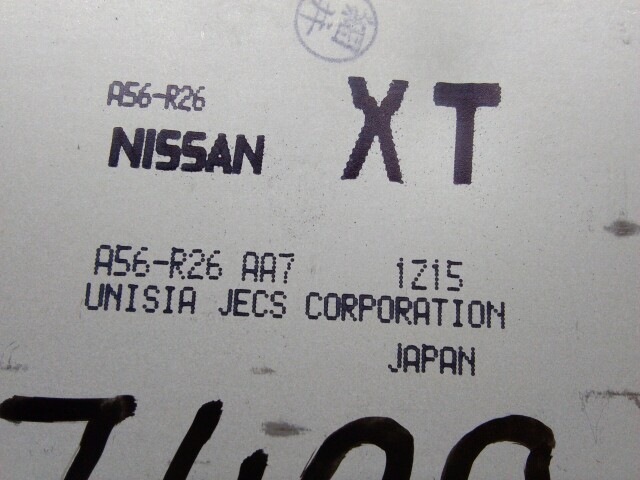 A56-R26
NISSAN XT
A56-R26 AA7 1Z15
UNISIA JECS CORPORATION
JAPAN